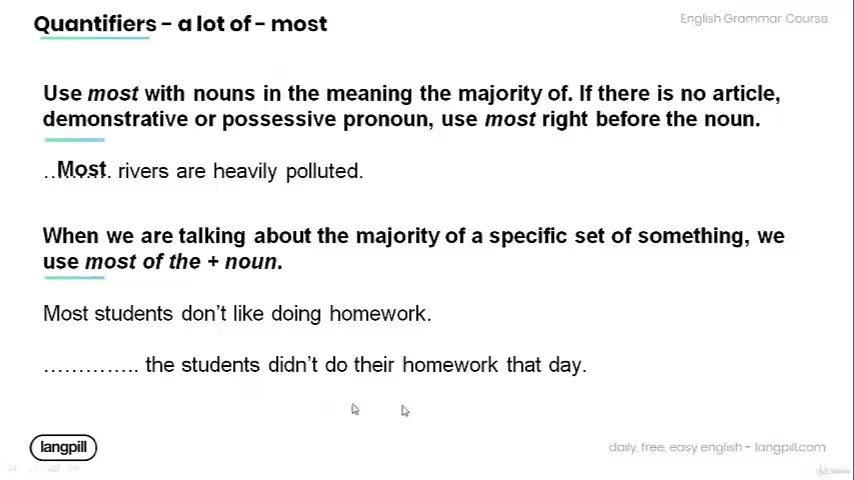 Quantifiers - a lot of - most
English Grammar Course
Use most with nouns in the meaning the majority of. If there is no article,
demonstrative or possessive pronoun, use most right before the noun.
..Most. rivers are heavily polluted.
When we are talking about the majority of a specific set of something, we
use most of the + noun.
Most students don't like doing homework.
………….. the students didn't do their homework that day.
langpill
daily, free, easy english - langpill.com